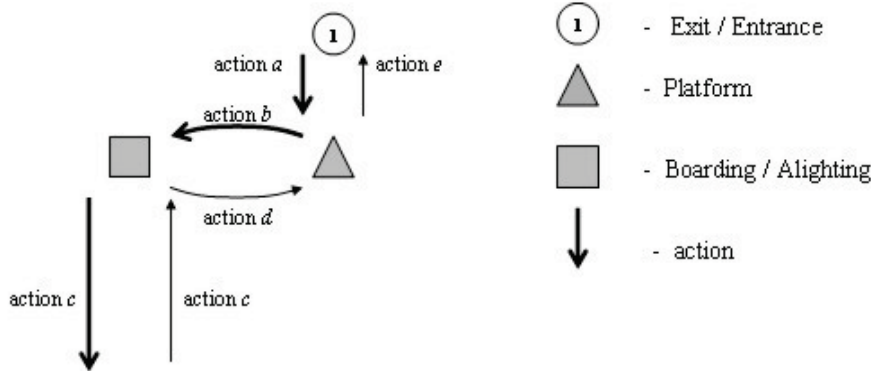 1
action a
action e
action b
action d
action c
action c
1
- Exit / Entrance
- Platform
- Boarding / Alighting
- action